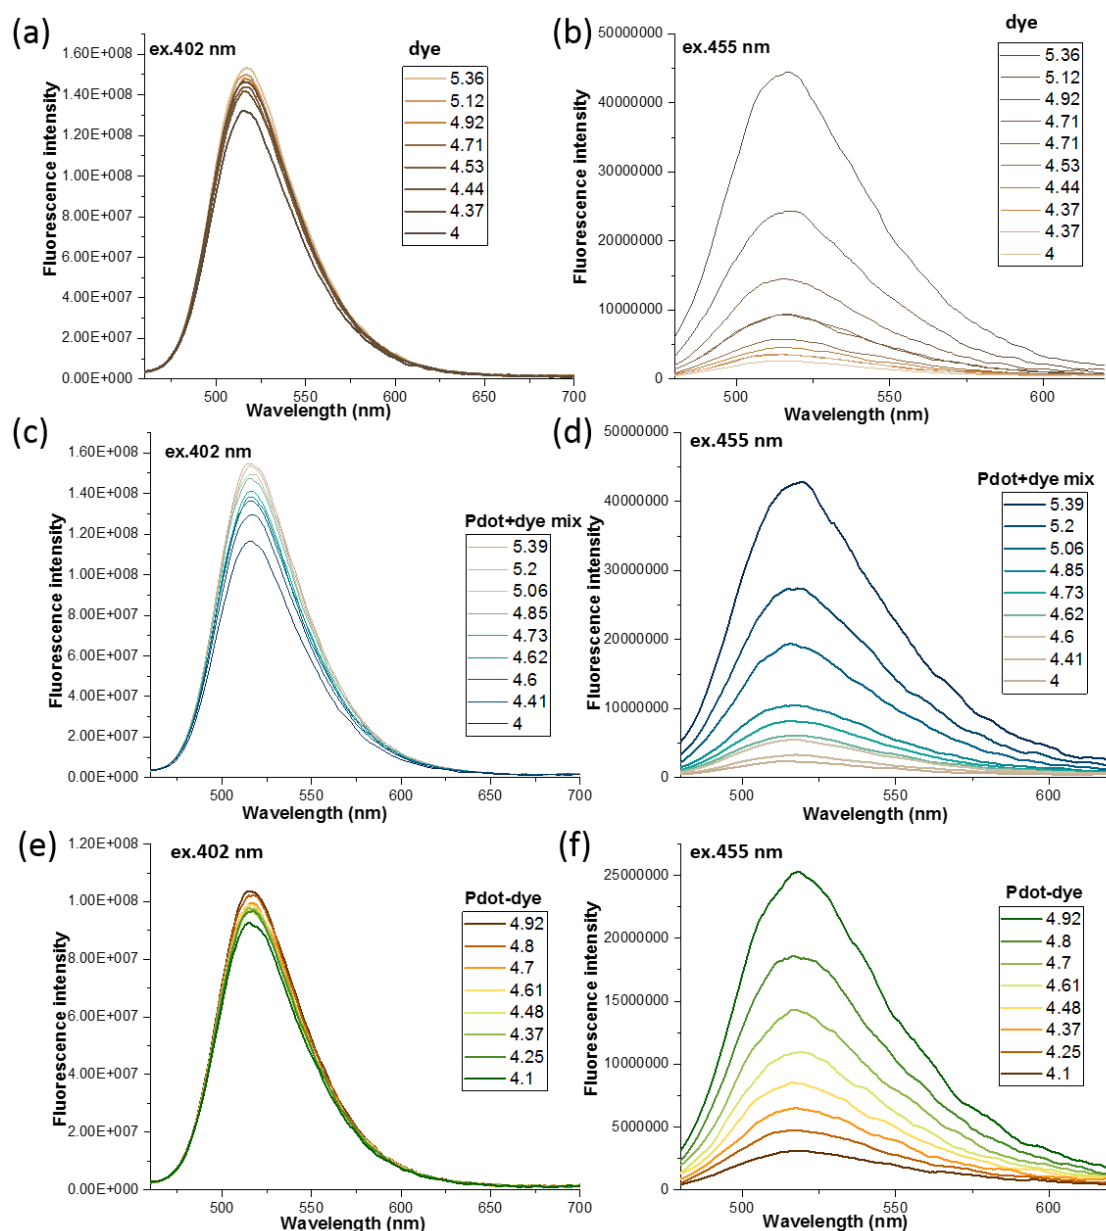 (a)
ex.402 nm
dye
5.36
5.12
4.92
4.71
4.53
4.44
4.37
4
1.60E+008
1.40E+008
1.20E+008
1.00E+008
8.00E+007
6.00E+007
4.00E+007
2.00E+007
0.00E+000
Fluorescence intensity
500
550
600
650
700
Wavelength (nm)
(b)
ex.455 nm
dye
5.36
5.12
4.92
4.71
4.71
4.53
4.44
4.37
4.37
4
50000000
40000000
30000000
20000000
10000000
0
Fluorescence intensity
500
550
600
Wavelength (nm)
(c)
ex.402 nm
Pdot+dye mix
5.39
5.2
5.06
4.85
4.73
4.62
4.6
4.41
4
1.60E+008
1.40E+008
1.20E+008
1.00E+008
8.00E+007
6.00E+007
4.00E+007
2.00E+007
0.00E+000
Fluorescence intensity
500
550
600
650
700
Wavelength (nm)
(d)
ex.455 nm
Pdot+dye mix
5.39
5.2
5.06
4.85
4.73
4.62
4.6
4.41
4
50000000
40000000
30000000
20000000
10000000
0
Fluorescence intensity
500
550
600
Wavelength (nm)
(e)
ex.402 nm
Pdot-dye
4.92
4.8
4.7
4.61
4.48
4.37
4.25
4.1
1.20E+008
1.00E+008
8.00E+007
6.00E+007
4.00E+007
2.00E+007
0.00E+000
Fluorescence intensity
500
550
600
650
700
Wavelength (nm)
(f)
ex.455 nm
Pdot-dye
4.92
4.8
4.7
4.61
4.48
4.37
4.25
4.1
25000000
20000000
15000000
10000000
5000000
0
Fluorescence intensity
500
550
600
Wavelength (nm)